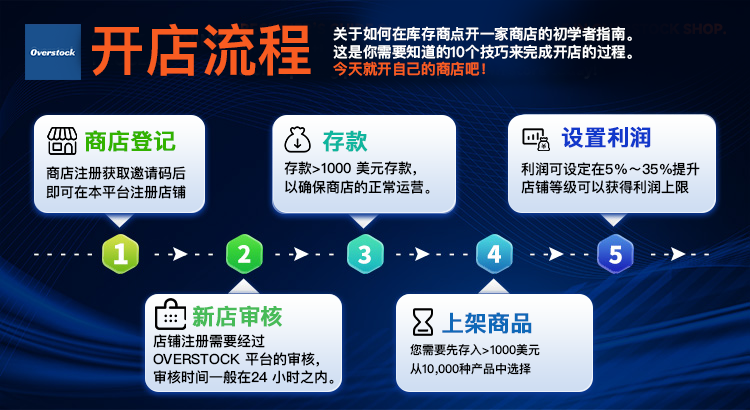 Overstock
开店流程
关于如何在库存商点开一家商店的初学者指南。
这是你需要知道的10个技巧来完成开店的过程。
今天就开自己的商店吧！
SHOP.
商店登记
商店注册获取邀请码后
即可在本平台注册店铺
存款
存款>1000 美元存款，
以确保商店的正常运营。
设置利润
利润可设定在5%～35%提升
店铺等级可以获得利润上限
1
2
3
4
5
新店审核
店铺注册需要经过
OVERSTOCK 平台的审核，
审核时间一般在24 小时之内。
上架商品
您需要先存入>1000美元
从10,000种产品中选择